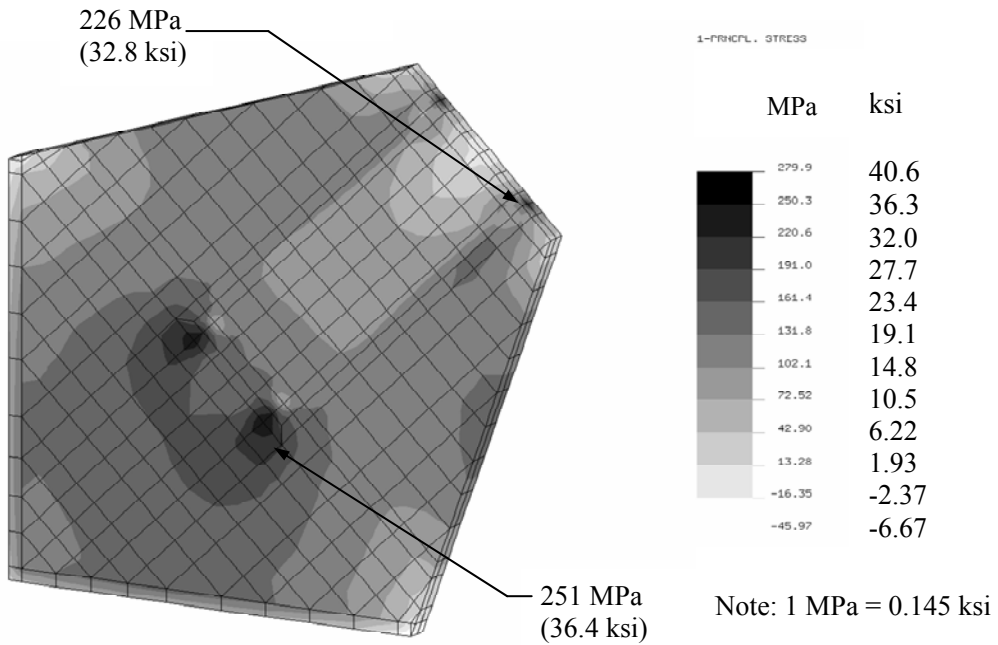 226 MPa
(32.8 ksi)
1-PRNCPL. STRESS
MPa ksi
279.9 40.6
250.3 36.3
220.6 32.0
191.0 27.7
161.4 23.4
131.8 19.1
102.1 14.8
72.52 10.5
42.90 6.22
13.28 1.93
-16.35 -2.37
-45.97 -6.67
251 MPa
(36.4 ksi)
Note: 1 MPa = 0.145 ksi